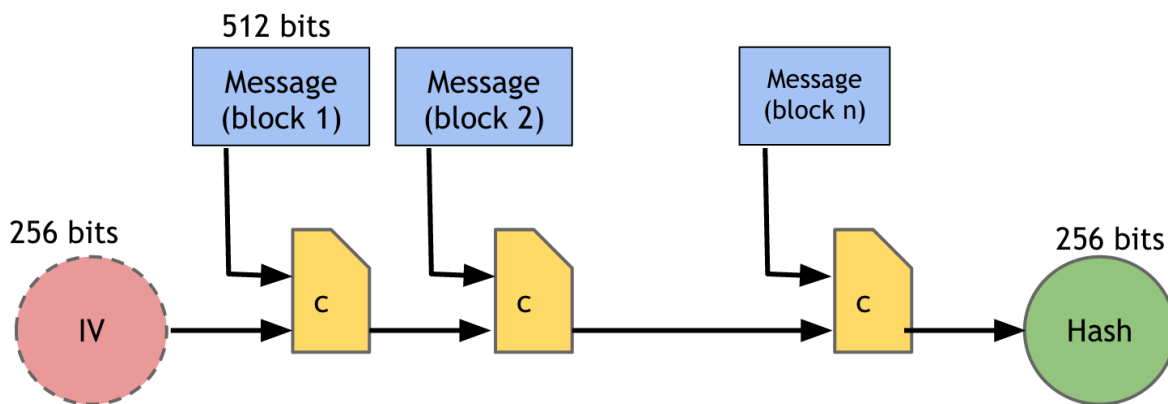 512 bits
Message
(block 1)
Message
(block 2)
Message
(block n)
256 bits
256 bits
IV
c
c
c
Hash